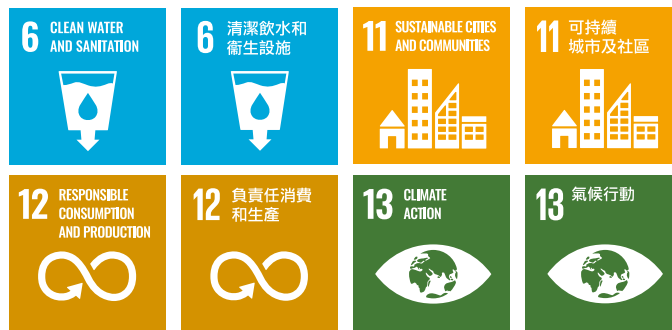 6 CLEAN WATER
AND SANITATION
6 清潔飲水和
衞生設施
11 SUSTAINABLE CITIES
AND COMMUNITIES
11 可持續
城市及社區
12 RESPONSIBLE
CONSUMPTION
AND PRODUCTION
12 負責任消費
和生產
13 CLIMATE
ACTION
13 氣候行動